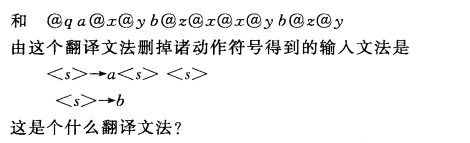 和 @q a@x@y b@z@x@x@y b@z@y
由这个翻译文法删掉诸动作符号得到的输人文法是
<s>→a<s> <s>
<s>→b
这是个什么翻译文法?